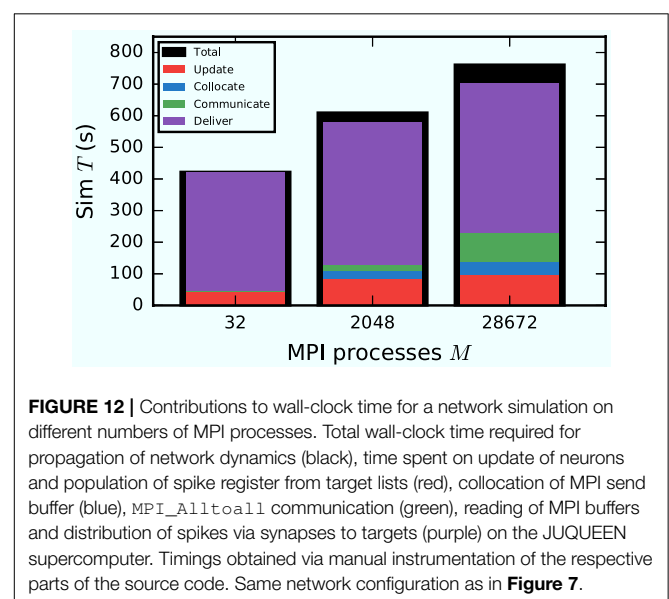 800
700
600
500
400
300
200
100
0
Sim T (s)
Total
Update
Collocate
Communicate
Deliver
32 2048 28672
MPI processes M
FIGURE 12 | Contributions to wall-clock time for a network simulation on
different numbers of MPI processes. Total wall-clock time required for
propagation of network dynamics (black), time spent on update of neurons
and population of spike register from target lists (red), collocation of MPI send
buffer (blue), MPI_Alltoall communication (green), reading of MPI buffers
and distribution of spikes via synapses to targets (purple) on the JUQUEEN
supercomputer. Timings obtained via manual instrumentation of the respective
parts of the source code. Same network configuration as in Figure 7.